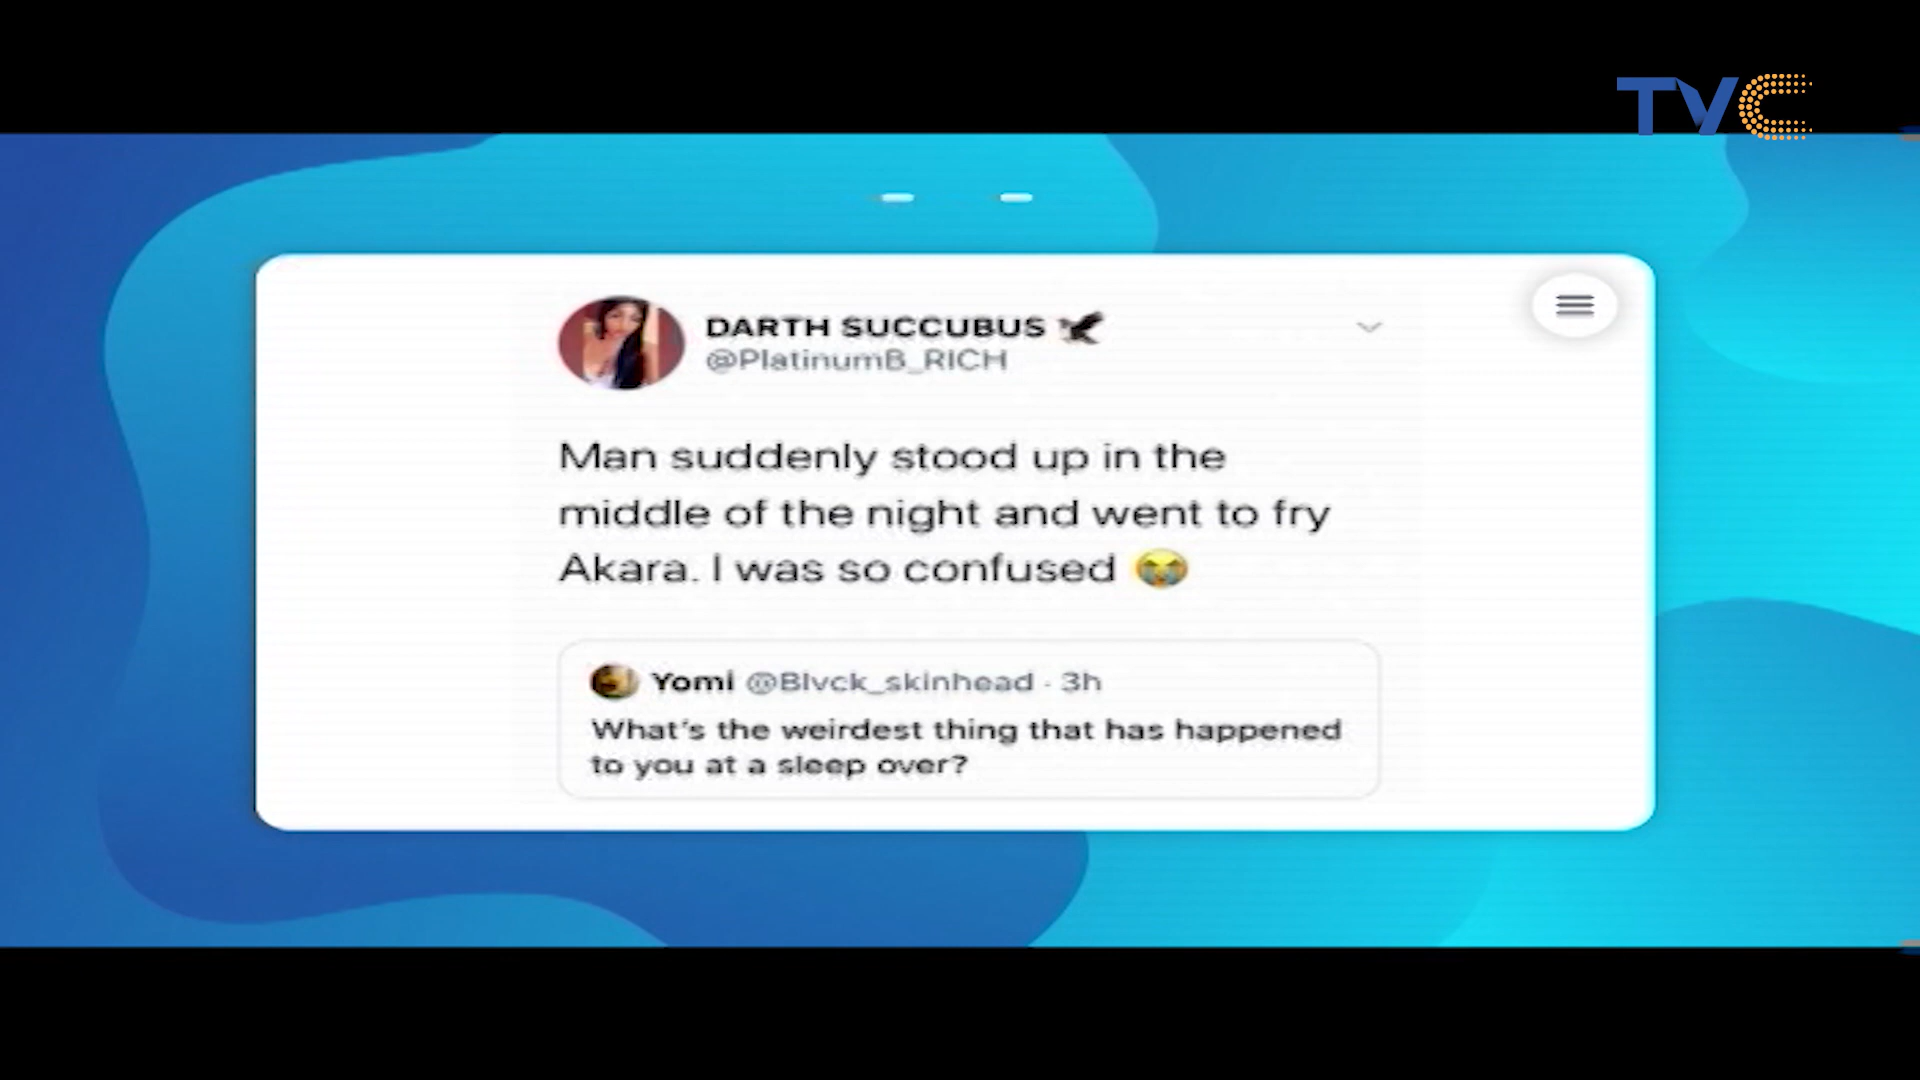 TVC
DARTH SUCCUBUS
@PlatinumB_RICH
Man suddenly stood up in the
middle of the night and went to fry
Akara. I was so confused 😭
Yomi @Blvck_skinhead · 3h
What's the weirdest thing that has happened
to you at a sleep over?